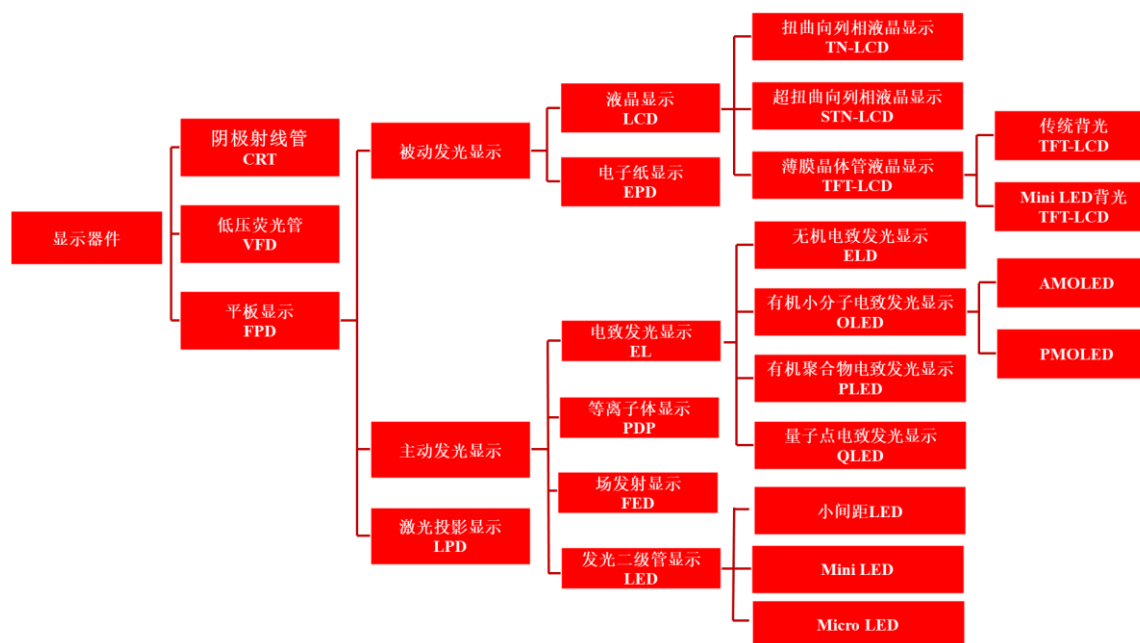 显示器件
阴极射线管
CRT
低压荧光管
VFD
平板显示
FPD
被动发光显示
主动发光显示
激光投影显示
LPD
液晶显示
LCD
电子纸显示
EPD
电致发光显示
EL
等离子体显示
PDP
场发射显示
FED
发光二级管显示
LED
扭曲向列相液晶显示
TN-LCD
超扭曲向列相液晶显示
STN-LCD
薄膜晶体管液晶显示
TFT-LCD
无机电致发光显示
ELD
有机小分子电致发光显示
OLED
有机聚合物电致发光显示
PLED
量子点电致发光显示
QLED
小间距LED
Mini LED
Micro LED
传统背光
TFT-LCD
Mini LED背光
TFT-LCD
AMOLED
PMOLED